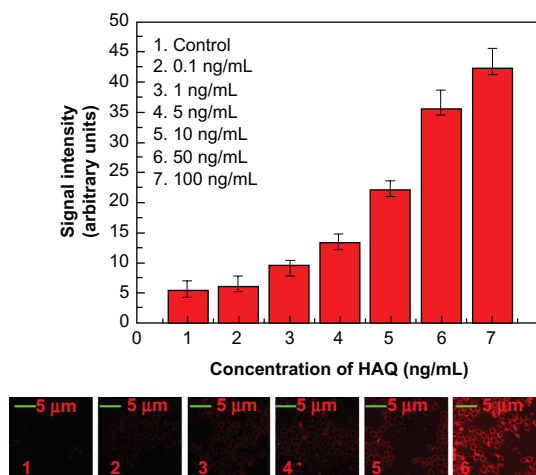 50
45
40
35
30
25
20
15
10
5
0
Signal intensity
(arbitrary units)
1. Control
2. 0.1 ng/mL
3. 1 ng/mL
4. 5 ng/mL
5. 10 ng/mL
6. 50 ng/mL
7. 100 ng/mL
0 1 2 3 4 5 6 7
Concentration of HAQ (ng/mL)
5 µm 5 µm 5 µm 5 µm 5 µm 5 µm
1 2 3 4 5 6